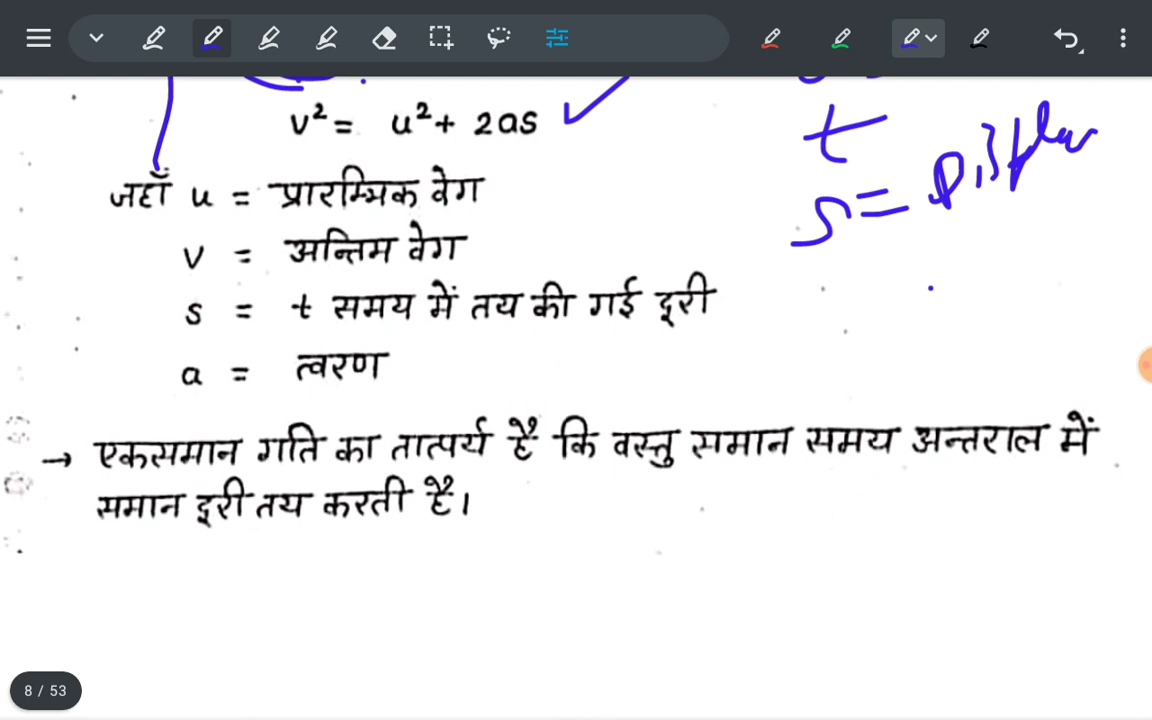 v² = u² + 2as
t
s =
जहाँ u = प्रारम्भिक वेग
v = अन्तिम वेग
s = t समय में तय की गई दूरी
a = त्वरण
→ एकसमान गति का तात्पर्य है कि वस्तु समान समय अन्तराल में
समान दूरी तय करती है।
8 / 53